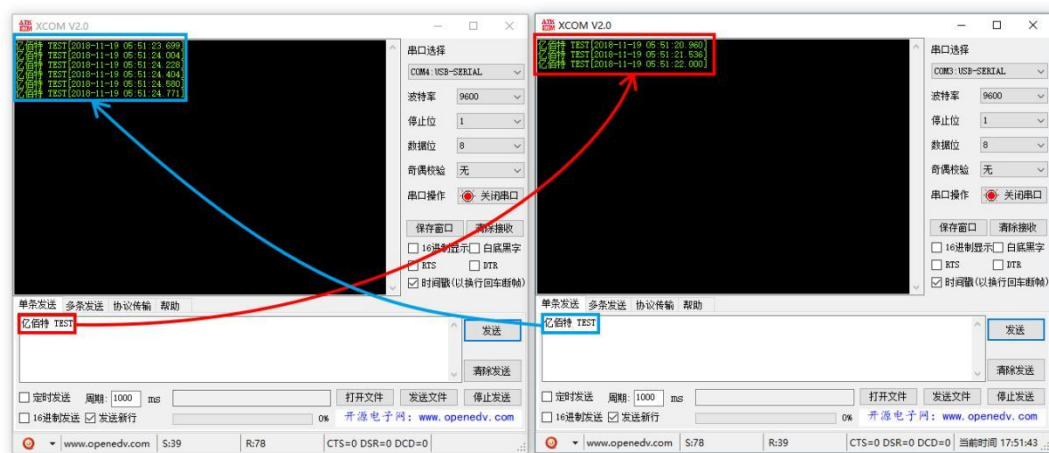 XCOM V2.0
亿佰特 TEST[2018-11-19 05:51:23.699]
亿佰特 TEST[2018-11-19 05:51:24.004]
亿佰特 TEST[2018-11-19 05:51:24.228]
亿佰特 TEST[2018-11-19 05:51:24.404]
亿佰特 TEST[2018-11-19 05:51:24.580]
亿佰特 TEST[2018-11-19 05:51:24.771]
串口选择
COM4:USB-SERIAL
波特率 9600
停止位 1
数据位 8
奇偶校验 无
串口操作 关闭串口
保存窗口 清除接收
16进制显示 白底黑字
RTS DTR
时间戳(以换行回车断帧)
单条发送 多条发送 协议传输 帮助
亿佰特 TEST
发送
清除发送
定时发送 周期: 1000 ms 打开文件 发送文件 停止发送
16进制发送 发送新行 0% 开源电子网: www.openedv.com
www.openedv.com S:39 R:78 CTS=0 DSR=0 DCD=0
XCOM V2.0
亿佰特 TEST[2018-11-19 05:51:20.960]
亿佰特 TEST[2018-11-19 05:51:21.536]
亿佰特 TEST[2018-11-19 05:51:22.000]
串口选择
COM3:USB-SERIAL
波特率 9600
停止位 1
数据位 8
奇偶校验 无
串口操作 关闭串口
保存窗口 清除接收
16进制显示 白底黑字
RTS DTR
时间戳(以换行回车断帧)
单条发送 多条发送 协议传输 帮助
亿佰特 TEST
发送
清除发送
定时发送 周期: 1000 ms 打开文件 发送文件 停止发送
16进制发送 发送新行 0% 开源电子网: www.openedv.com
www.openedv.com S:78 R:39 CTS=0 DSR=0 DCD=0 当前时间 17:51:43